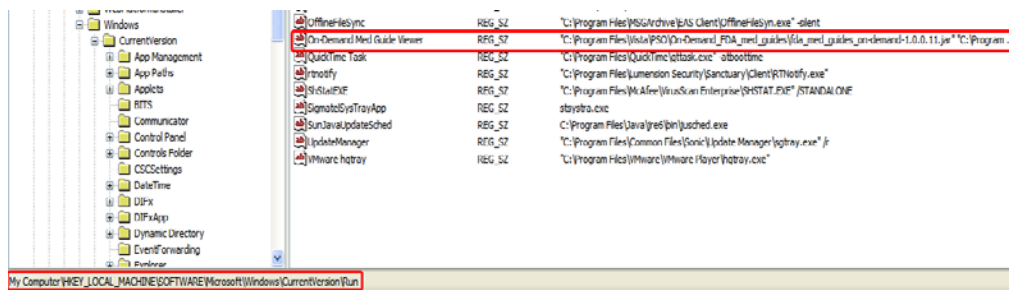 Windows
CurrentVersion
App Management
App Paths
Applets
BITS
Communicator
Control Panel
Controls Folder
CSCSettings
DateTime
DIFx
DIFxApp
Dynamic Directory
EventForwarding
Explorer
OfflineFileSync REG_SZ "C:\Program Files\MSGArchive\EAS Client\OfflineFileSyn.exe" -silent
On-Demand Med Guide Viewer REG_SZ "C:\Program Files\Vista\PSO\On-Demand_FDA_med_guides\fda_med_guides_on-demand-1.0.0.11.jar" "C:\Program ...
QuickTime Task REG_SZ "C:\Program Files\QuickTime\qttask.exe" -atboottime
rtnotify REG_SZ "C:\Program Files\Lumension Security\Sanctuary\Client\RTNotify.exe"
ShStatEXE REG_SZ "C:\Program Files\McAfee\VirusScan Enterprise\SHSTAT.EXE" /STANDALONE
SigmatelSysTrayApp REG_SZ stsystra.exe
SunJavaUpdateSched REG_SZ C:\Program Files\Java\jre6\bin\jusched.exe
UpdateManager REG_SZ "C:\Program Files\Common Files\Sonic\Update Manager\sgtray.exe" /r
VMware hqtray REG_SZ "C:\Program Files\VMware\VMware Player\hqtray.exe"
My Computer\HKEY_LOCAL_MACHINE\SOFTWARE\Microsoft\Windows\CurrentVersion\Run